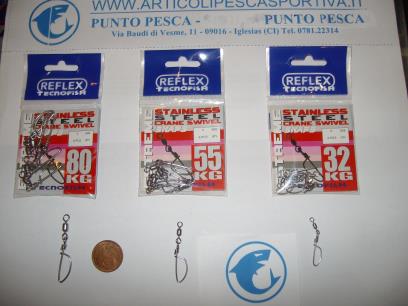 WWW.ARTICOLIPESCASPORTIVA.IT
PUNTO PESCA - PUNTO PESCA
Via Baudi di Vesme, 11 - 09016 - Iglesias (CI) Tel. 0781.22314
REFLEX
TECNOFISH
STAINLESS
STEEL
CRANE SWIVEL
80
KG
TECNOFISH
REFLEX
TECNOFISH
STAINLESS
STEEL
CRANE SWIVEL
55
KG
REFLEX
TECNOFISH
STAINLESS
STEEL
CRANE SWIVEL
32
KG
TECNOFISH